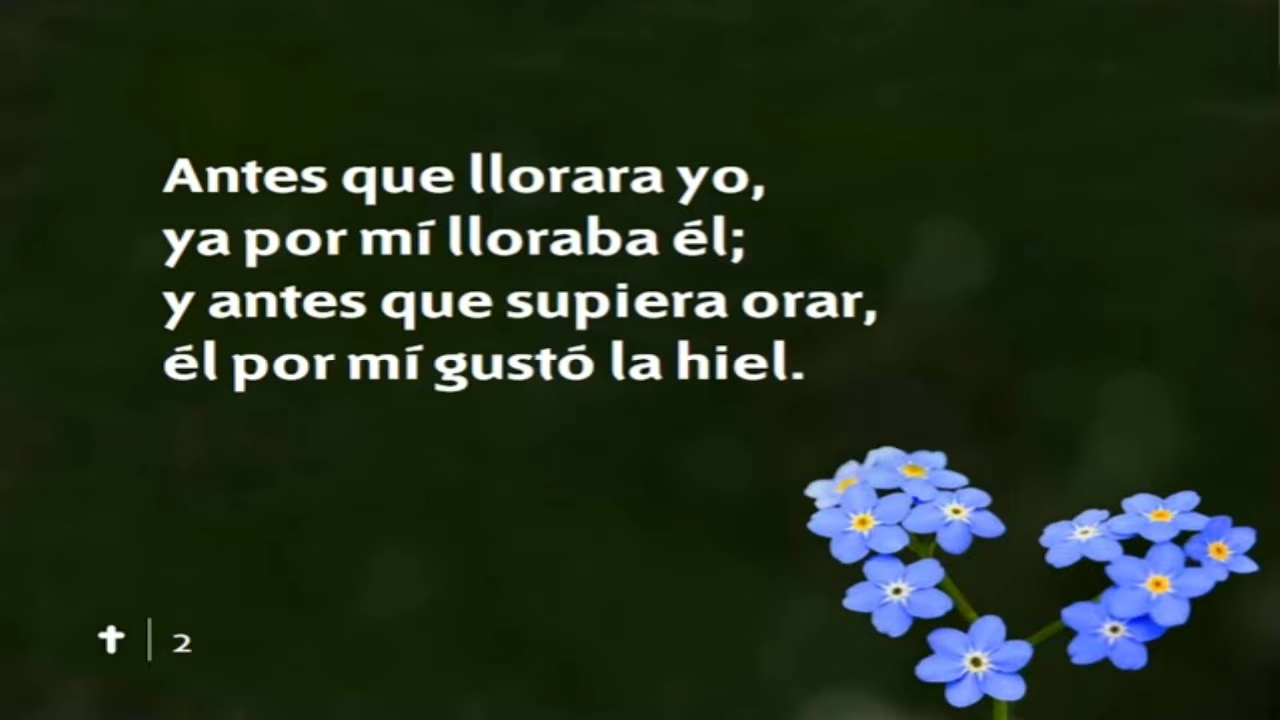 Antes que llorara yo,
ya por mí lloraba él;
y antes que supiera orar,
él por mí gustó la hiel.
2